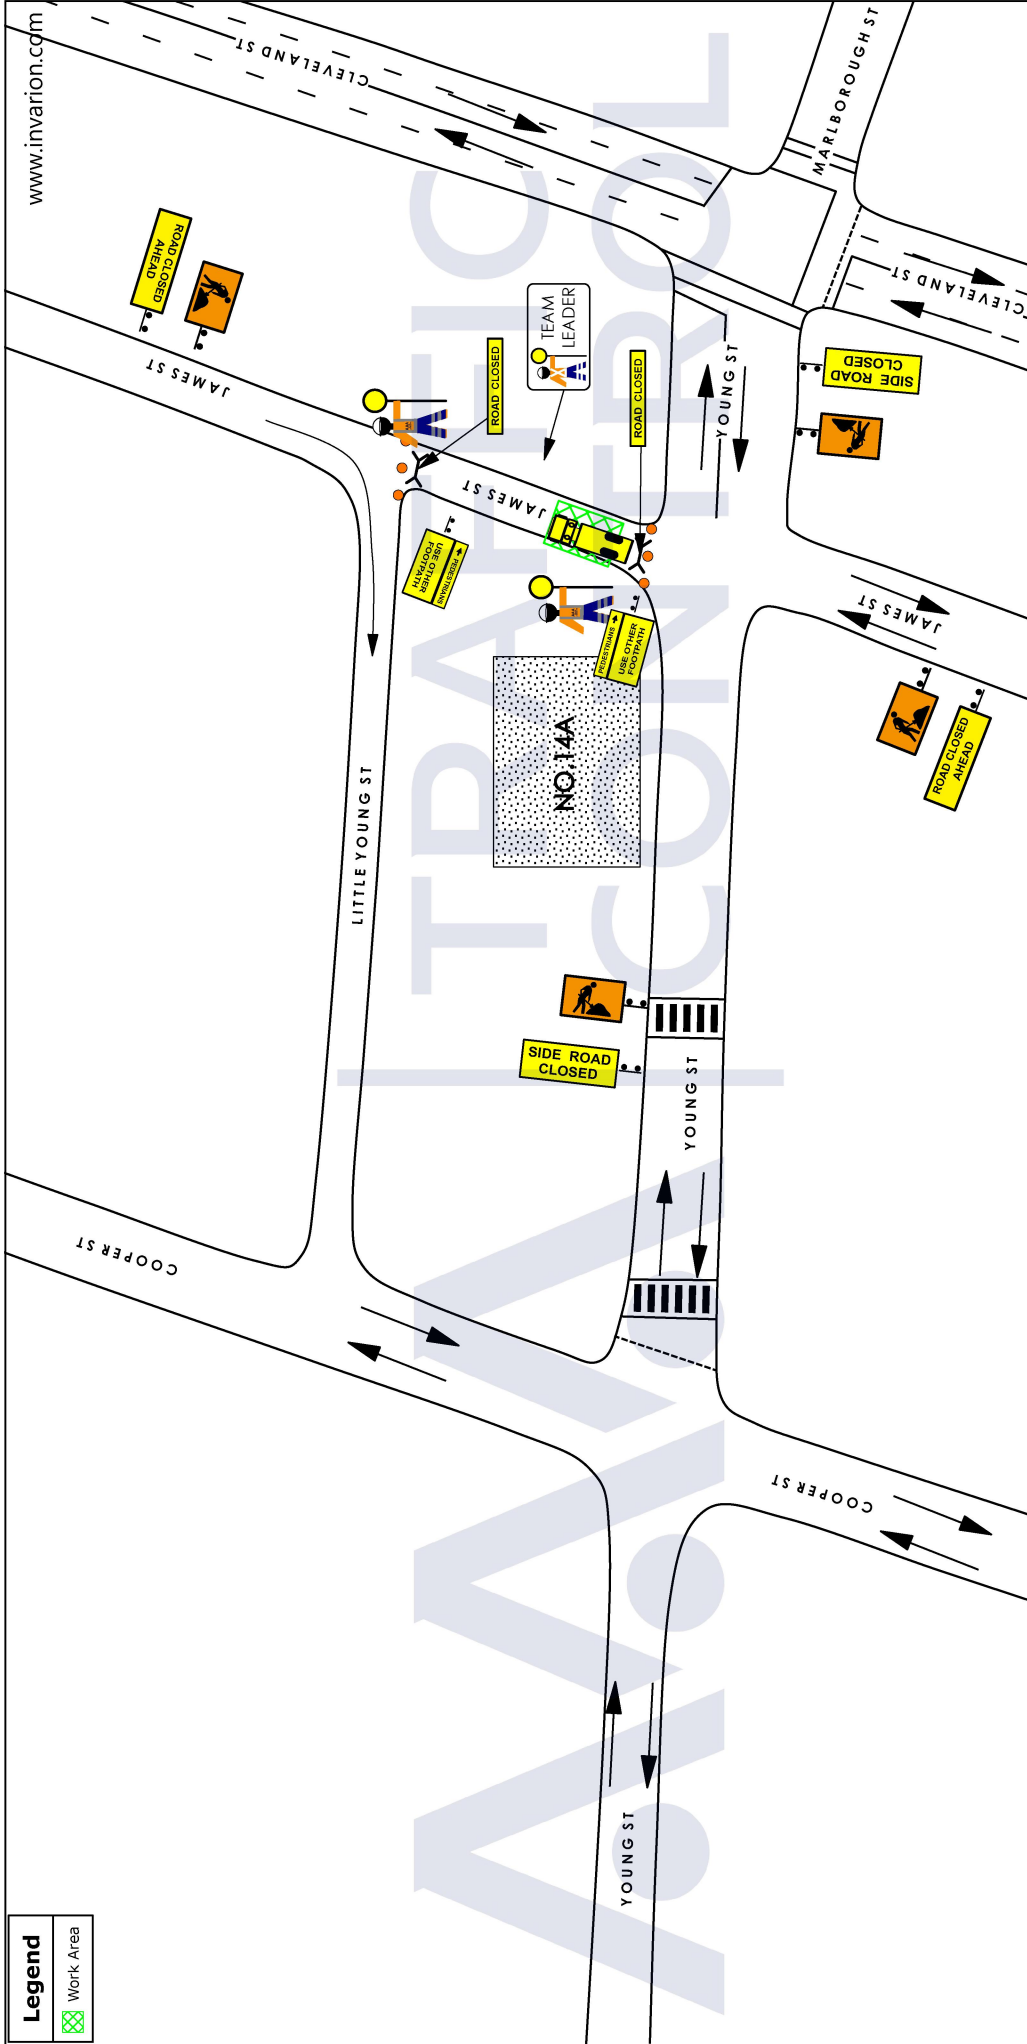 www.invarion.com
CLEVELAND ST
MARLBOROUGH ST
ROAD CLOSED
AHEAD
CLEVELAND ST
JAMES ST
TEAM
LEADER
ROAD CLOSED
ROAD CLOSED
YOUNG ST
SIDE ROAD
CLOSED
JAMES ST
PEDESTRIANS
USE OTHER
FOOTPATH
PEDESTRIANS
USE OTHER
FOOTPATH
JAMES ST
NO.14A
ROAD CLOSED
AHEAD
LITTLE YOUNG ST
SIDE ROAD
CLOSED
YOUNG ST
COOPER ST
COOPER ST
YOUNG ST
Legend
Work Area
A.A.A
TRAFFIC
CONTROL